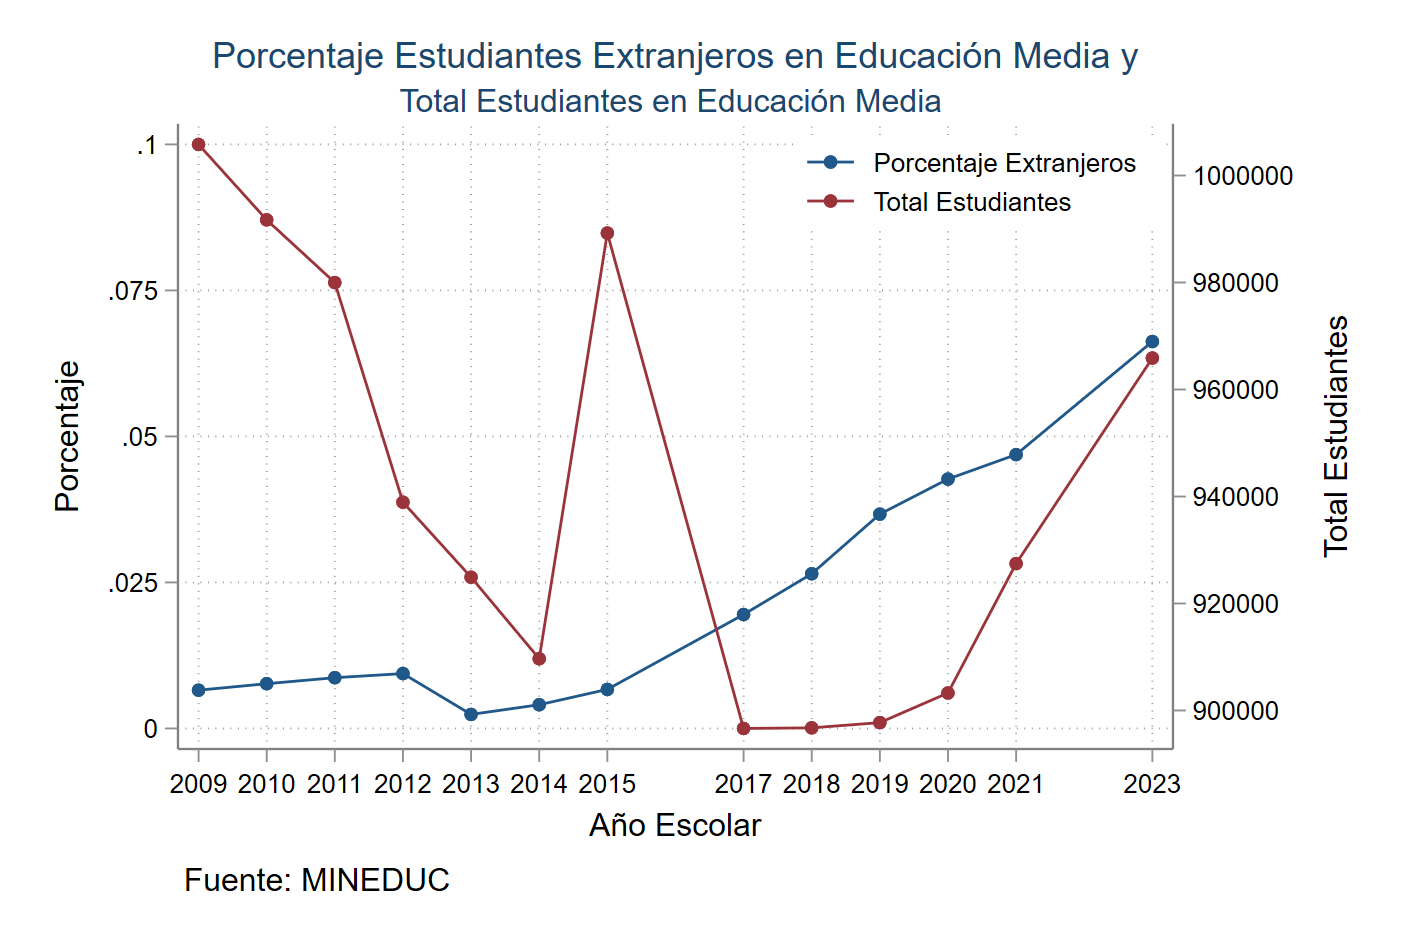 Porcentaje Estudiantes Extranjeros en Educación Media y
Total Estudiantes en Educación Media
Porcentaje Extranjeros
Total Estudiantes
.1
.075
.05
.025
0
Porcentaje
1000000
980000
960000
940000
920000
900000
Total Estudiantes
2009 2010 2011 2012 2013 2014 2015 2017 2018 2019 2020 2021 2023
Año Escolar
Fuente: MINEDUC